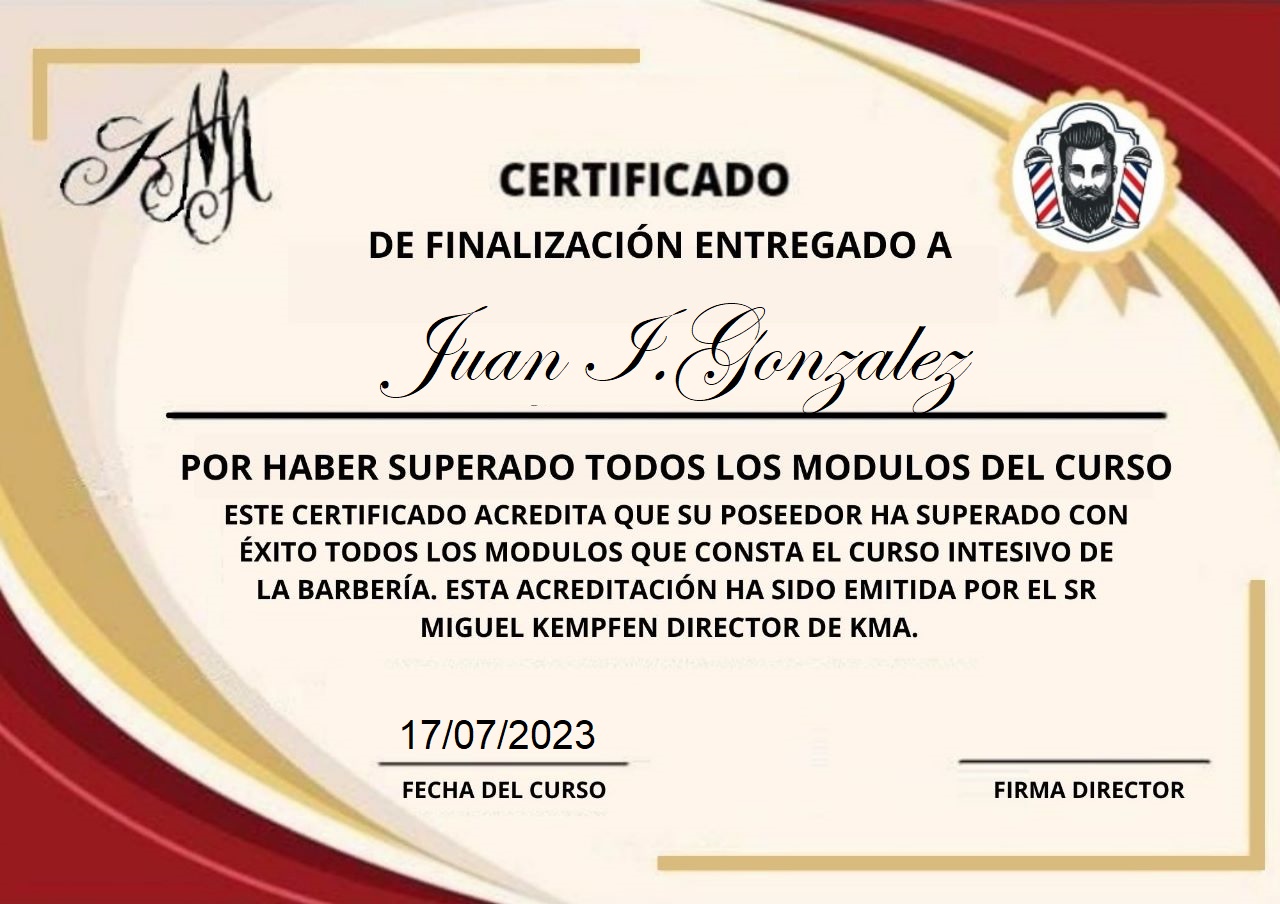 KMA
CERTIFICADO
DE FINALIZACIÓN ENTREGADO A
Juan I. Gonzalez
POR HABER SUPERADO TODOS LOS MODULOS DEL CURSO
ESTE CERTIFICADO ACREDITA QUE SU POSEEDOR HA SUPERADO CON
ÉXITO TODOS LOS MODULOS QUE CONSTA EL CURSO INTESIVO DE
LA BARBERÍA. ESTA ACREDITACIÓN HA SIDO EMITIDA POR EL SR
MIGUEL KEMPFEN DIRECTOR DE KMA.
17/07/2023
FECHA DEL CURSO
FIRMA DIRECTOR